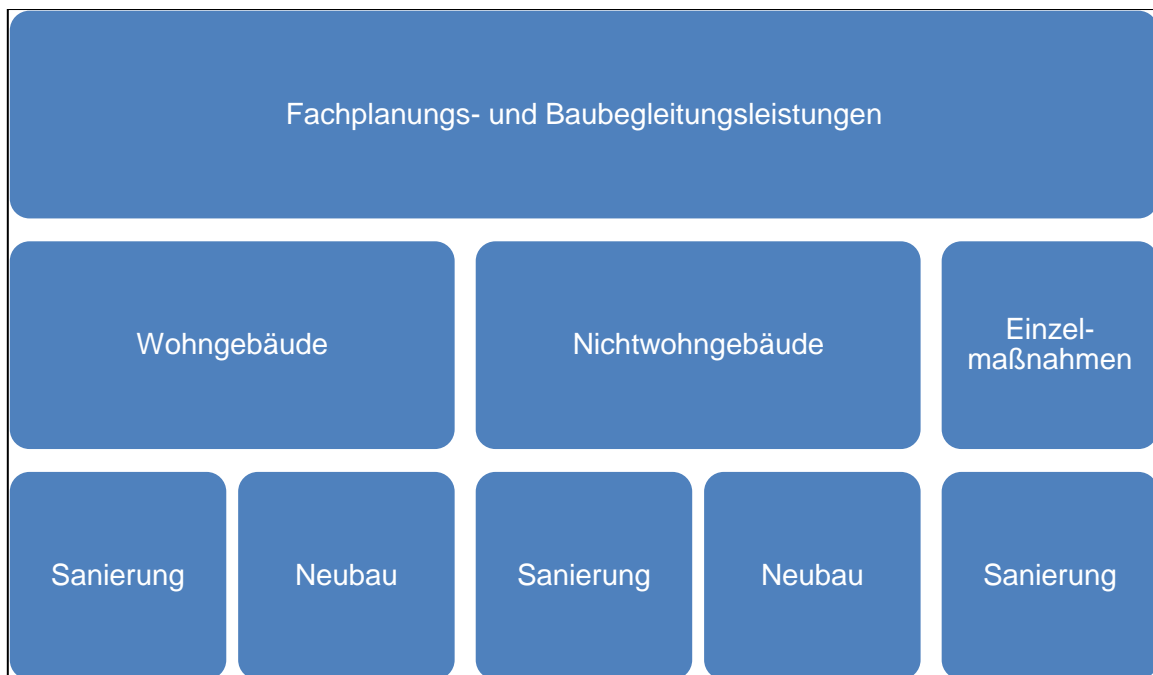 Fachplanungs- und Baubegleitungsleistungen
Wohngebäude
Nichtwohngebäude
Einzel-
maßnahmen
Sanierung
Neubau
Sanierung
Neubau
Sanierung